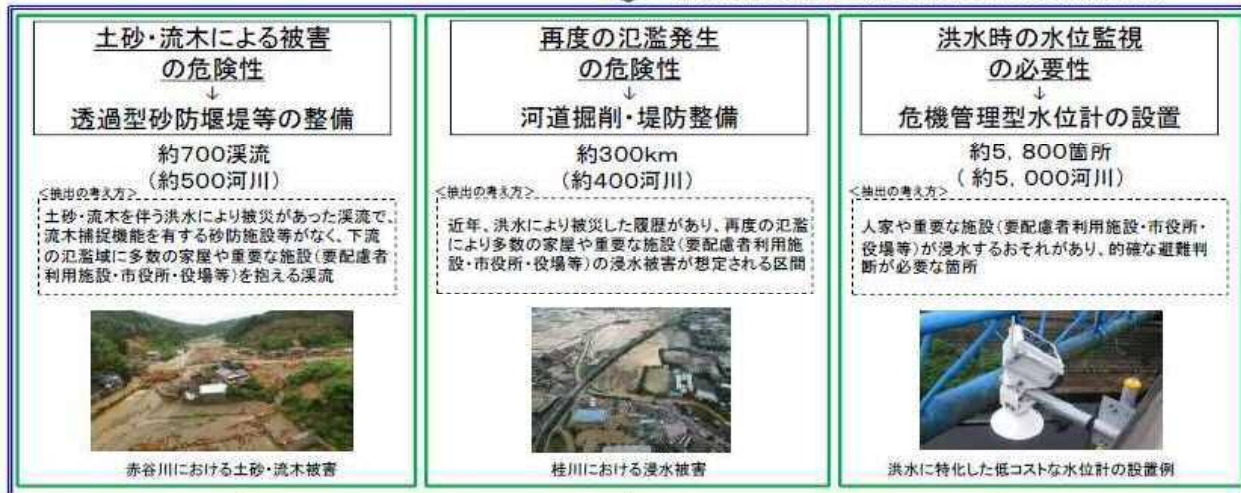 土砂・流木による被害
の危険性
↓
透過型砂防堰堤等の整備
約700渓流
(約500河川)
<抽出の考え方>
土砂・流木を伴う洪水により被災があった渓流で、
流木捕捉機能を有する砂防施設等がなく、下流
の氾濫域に多数の家屋や重要な施設(要配慮者
利用施設・市役所・役場等)を抱える渓流
赤谷川における土砂・流木被害
再度の氾濫発生
の危険性
↓
河道掘削・堤防整備
約300km
(約400河川)
<抽出の考え方>
近年、洪水により被災した履歴があり、再度の氾濫
により多数の家屋や重要な施設(要配慮者利用施
設・市役所・役場等)の浸水被害が想定される区間
桂川における浸水被害
洪水時の水位監視
の必要性
↓
危機管理型水位計の設置
約5,800箇所
(約5,000河川)
<抽出の考え方>
人家や重要な施設(要配慮者利用施設・市役所・
役場等)が浸水するおそれがあり、的確な避難判
断が必要な箇所
洪水に特化した低コストな水位計の設置例